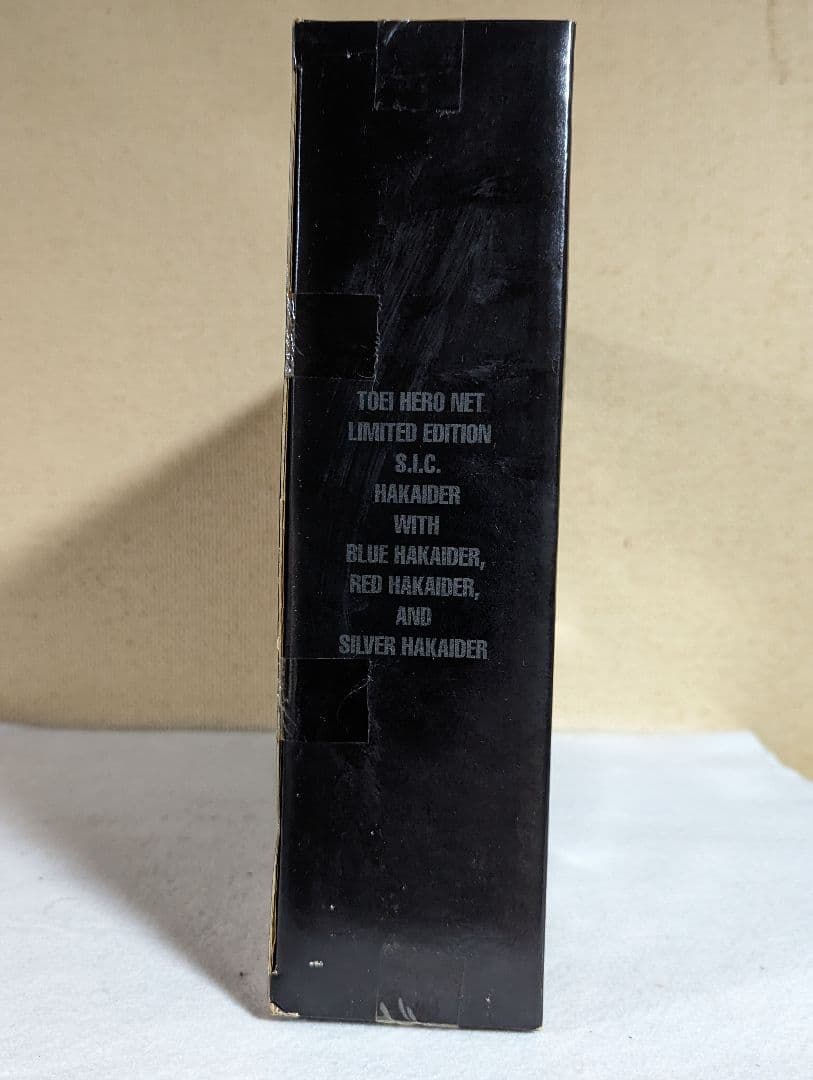 TOEI HERO NET
LIMITED EDITION
S.I.C.
HAKAIDER
WITH
BLUE HAKAIDER,
RED HAKAIDER,
AND
SILVER HAKAIDER